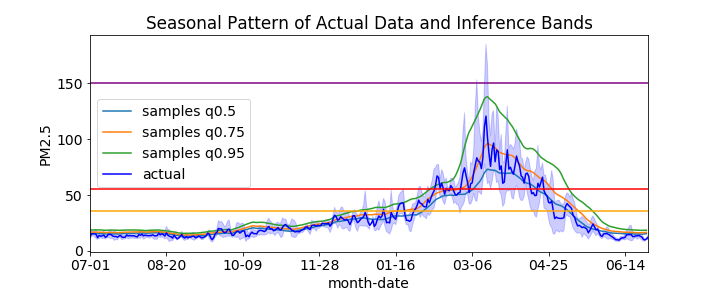 Seasonal Pattern of Actual Data and Inference Bands
PM2.5
150
100
50
0
samples q0.5
samples q0.75
samples q0.95
actual
07-01 08-20 10-09 11-28 01-16 03-06 04-25 06-14
month-date